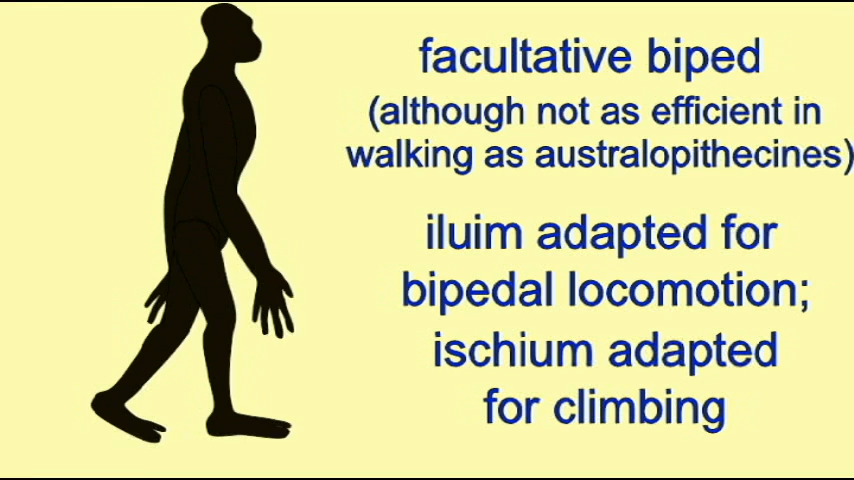 facultative biped
(although not as efficient in
walking as australopithecines)
iluim adapted for
bipedal locomotion;
ischium adapted
for climbing